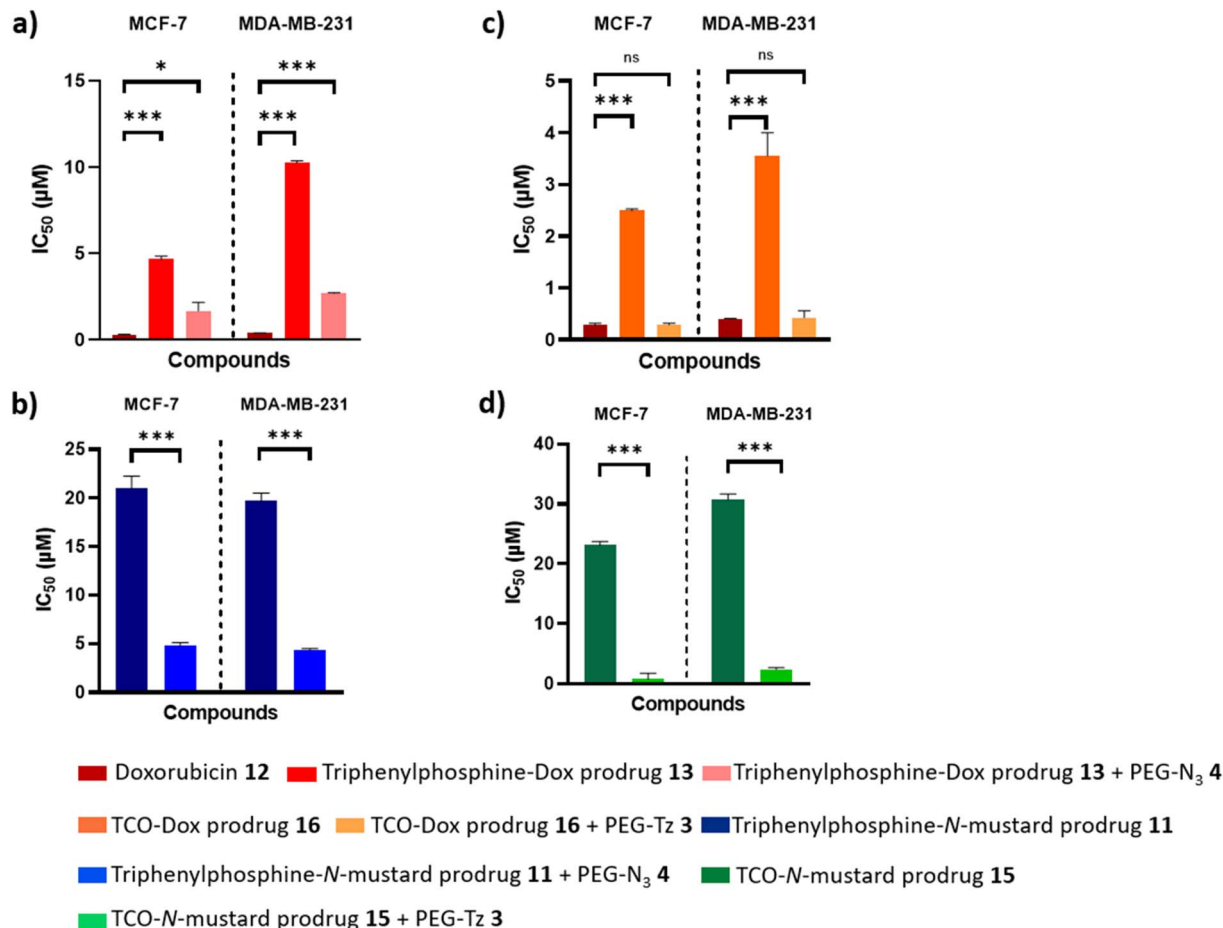 a)
MCF-7 MDA-MB-231
* ***
*** ***
15
10
5
0
IC50 (µM)
Compounds
c)
MCF-7 MDA-MB-231
ns ns
*** ***
5
4
3
2
1
0
IC50 (µM)
Compounds
b)
MCF-7 MDA-MB-231
*** ***
25
20
15
10
5
0
IC50 (µM)
Compounds
d)
MCF-7 MDA-MB-231
*** ***
40
30
20
10
0
IC50 (µM)
Compounds
Doxorubicin 12 Triphenylphosphine-Dox prodrug 13 Triphenylphosphine-Dox prodrug 13 + PEG-N3 4
TCO-Dox prodrug 16 TCO-Dox prodrug 16 + PEG-Tz 3 Triphenylphosphine-N-mustard prodrug 11
Triphenylphosphine-N-mustard prodrug 11 + PEG-N3 4 TCO-N-mustard prodrug 15
TCO-N-mustard prodrug 15 + PEG-Tz 3